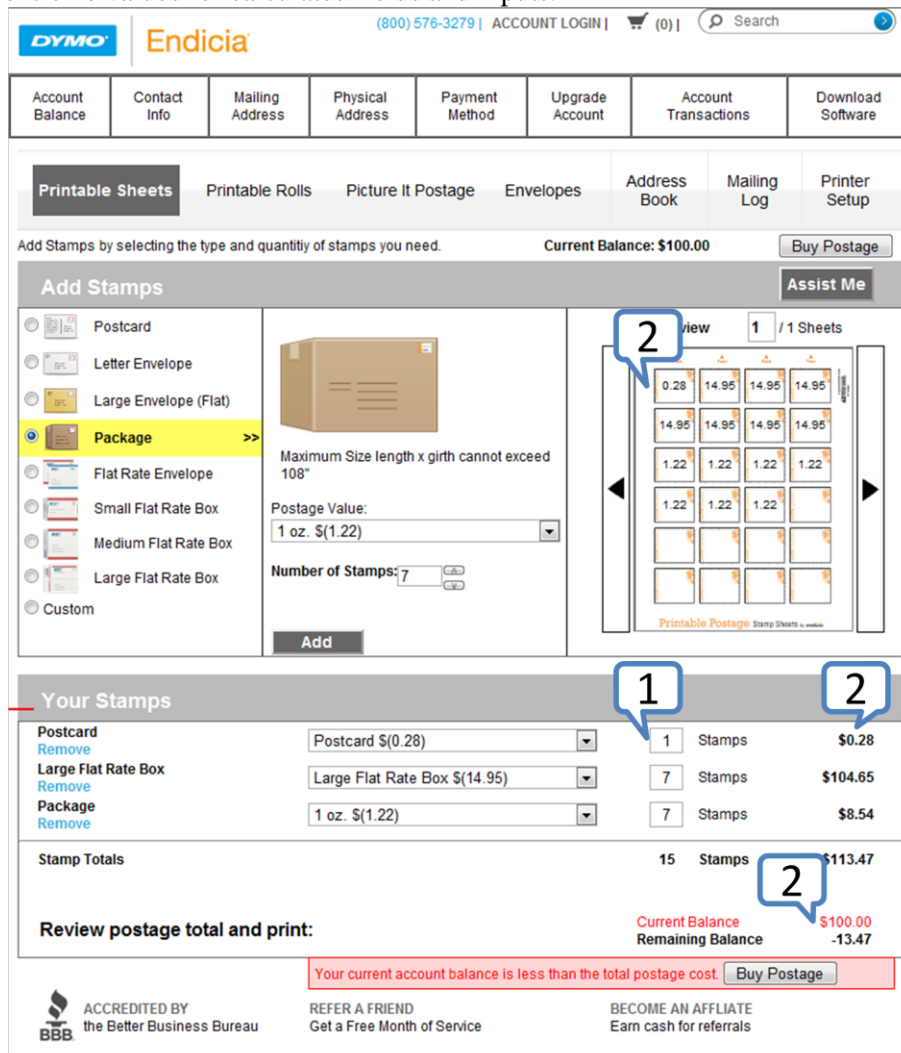 (800) 576-3279 | ACCOUNT LOGIN | (0) | Search
DYMO Endicia
Account Balance
Contact Info
Mailing Address
Physical Address
Payment Method
Upgrade Account
Account Transactions
Download Software
Printable Sheets
Printable Rolls
Picture It Postage
Envelopes
Address Book
Mailing Log
Printer Setup
Add Stamps by selecting the type and quantitiy of stamps you need.
Current Balance: $100.00
Buy Postage
Add Stamps
Assist Me
Postcard
Letter Envelope
Large Envelope (Flat)
Package >>
Flat Rate Envelope
Small Flat Rate Box
Medium Flat Rate Box
Large Flat Rate Box
Custom
Maximum Size length x girth cannot exceed
108"
Postage Value:
1 oz. $(1.22)
Number of Stamps: 7
Add
2
1 / 1 Sheets
0.28 14.95 14.95 14.95
14.95 14.95 14.95 14.95
1.22 1.22 1.22 1.22
1.22 1.22 1.22
Printable Postage Stamp Sheets by endicia
Your Stamps
1
2
Postcard
Remove
Postcard $(0.28) 1 Stamps $0.28
Large Flat Rate Box
Remove
Large Flat Rate Box $(14.95) 7 Stamps $104.65
Package
Remove
1 oz. $(1.22) 7 Stamps $8.54
Stamp Totals 15 Stamps $113.47
2
Review postage total and print:
Current Balance $100.00
Remaining Balance -13.47
Your current account balance is less than the total postage cost. Buy Postage
BBB
ACCREDITED BY
the Better Business Bureau
REFER A FRIEND
Get a Free Month of Service
BECOME AN AFFLIATE
Earn cash for referrals